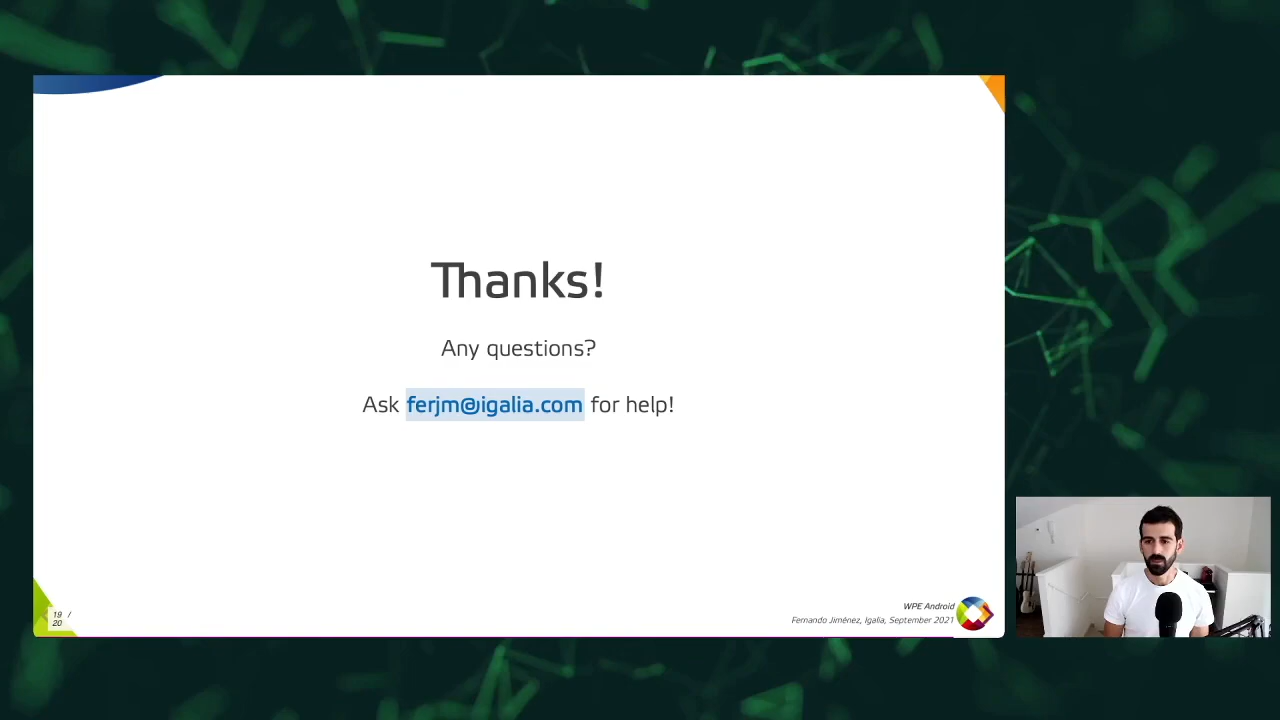 Thanks!
Any questions?
Ask ferjm@igalia.com for help!
19 /
20
WPE Android
Fernando Jiménez, Igalia, September 2021